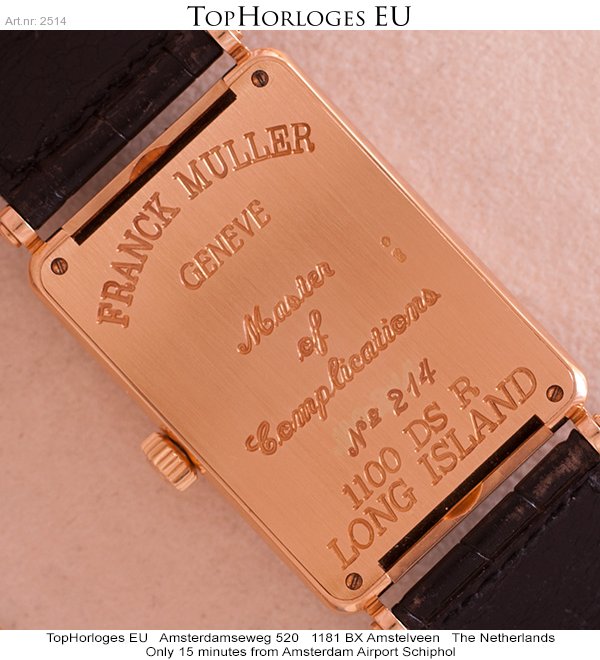 Art.nr: 2514
TopHorloges EU
FRANCK MULLER
GENEVE
Master
of
Complications
Nº 214
1100 DS R
LONG ISLAND
TopHorloges EU Amsterdamseweg 520 1181 BX Amstelveen The Netherlands
Only 15 minutes from Amsterdam Airport Schiphol